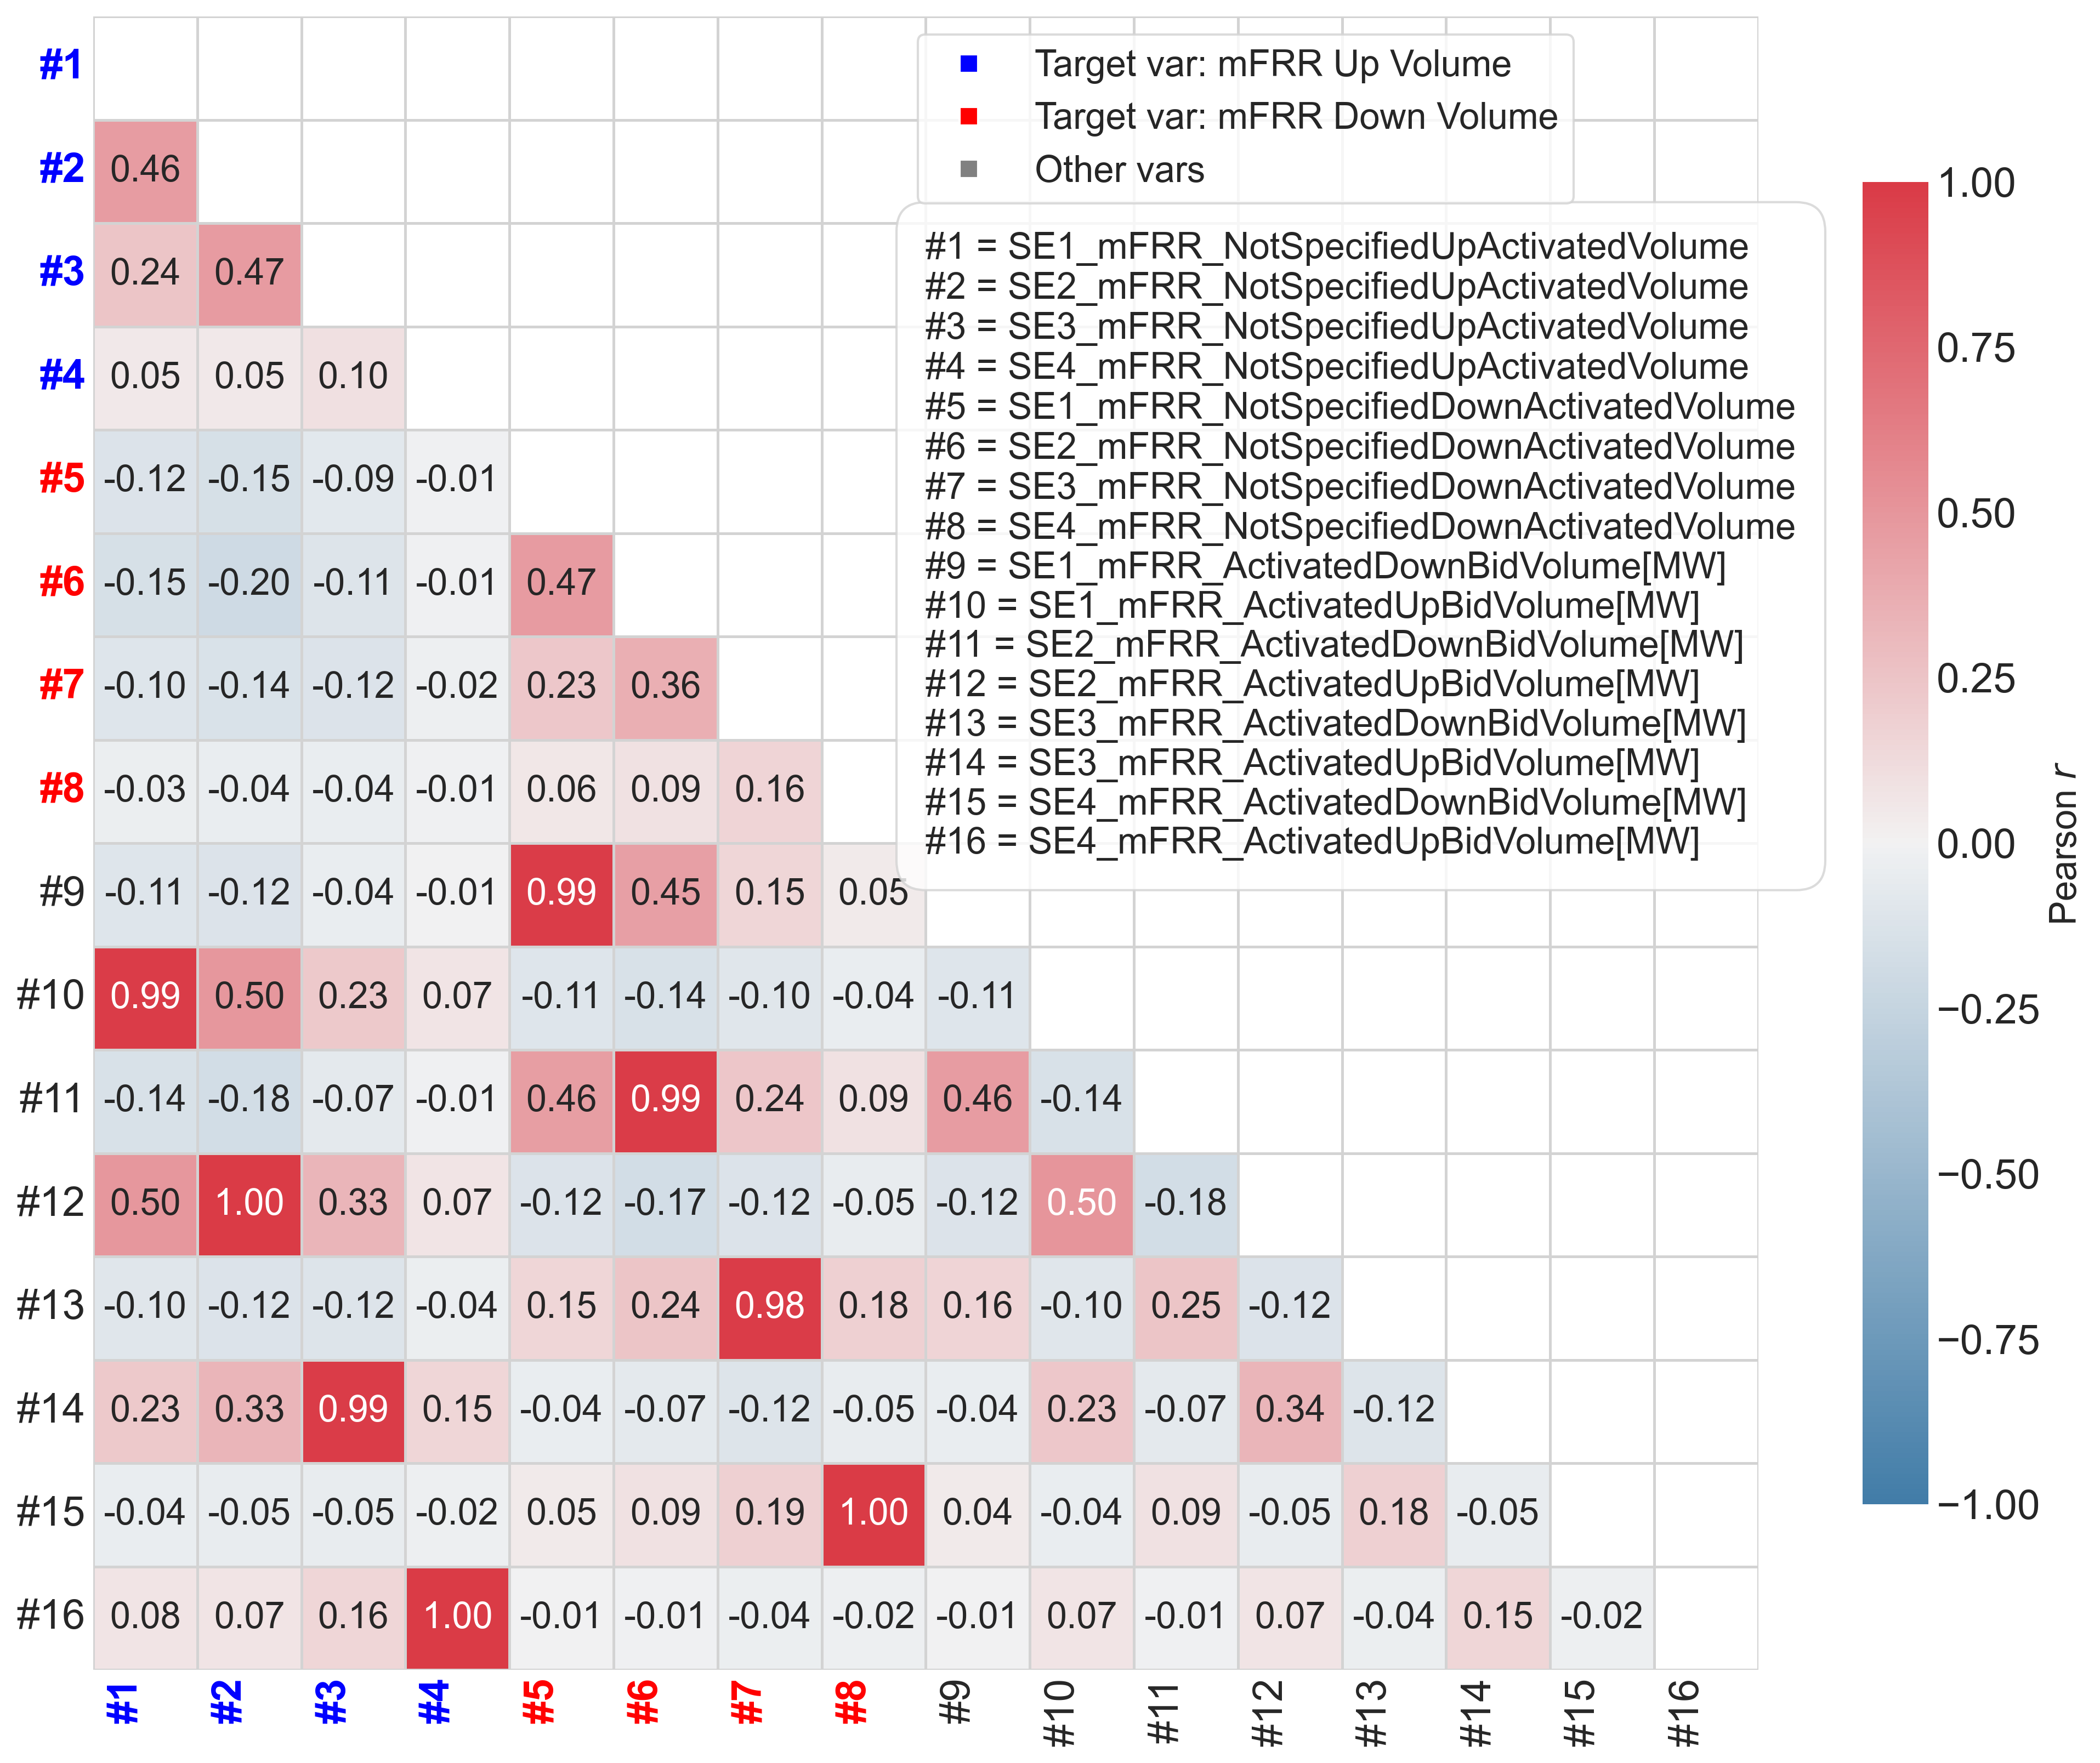 #1
Target var: mFRR Up Volume
Target var: mFRR Down Volume
Other vars
#2 0.46
#3 0.24 0.47
#4 0.05 0.05 0.10
#5 -0.12 -0.15 -0.09 -0.01
#6 -0.15 -0.20 -0.11 -0.01 0.47
#7 -0.10 -0.14 -0.12 -0.02 0.23 0.36
#8 -0.03 -0.04 -0.04 -0.01 0.06 0.09 0.16
#9 -0.11 -0.12 -0.04 -0.01 0.99 0.45 0.15 0.05
#10 0.99 0.50 0.23 0.07 -0.11 -0.14 -0.10 -0.04 -0.11
#11 -0.14 -0.18 -0.07 -0.01 0.46 0.99 0.24 0.09 0.46 -0.14
#12 0.50 1.00 0.33 0.07 -0.12 -0.17 -0.12 -0.05 -0.12 0.50 -0.18
#13 -0.10 -0.12 -0.12 -0.04 0.15 0.24 0.98 0.18 0.16 -0.10 0.25 -0.12
#14 0.23 0.33 0.99 0.15 -0.04 -0.07 -0.12 -0.05 -0.04 0.23 -0.07 0.34 -0.12
#15 -0.04 -0.05 -0.05 -0.02 0.05 0.09 0.19 1.00 0.04 -0.04 0.09 -0.05 0.18 -0.05
#16 0.08 0.07 0.16 1.00 -0.01 -0.01 -0.04 -0.02 -0.01 0.07 -0.01 0.07 -0.04 0.15 -0.02
#1 #2 #3 #4 #5 #6 #7 #8 #9 #10 #11 #12 #13 #14 #15 #16
#1 = SE1_mFRR_NotSpecifiedUpActivatedVolume
#2 = SE2_mFRR_NotSpecifiedUpActivatedVolume
#3 = SE3_mFRR_NotSpecifiedUpActivatedVolume
#4 = SE4_mFRR_NotSpecifiedUpActivatedVolume
#5 = SE1_mFRR_NotSpecifiedDownActivatedVolume
#6 = SE2_mFRR_NotSpecifiedDownActivatedVolume
#7 = SE3_mFRR_NotSpecifiedDownActivatedVolume
#8 = SE4_mFRR_NotSpecifiedDownActivatedVolume
#9 = SE1_mFRR_ActivatedDownBidVolume[MW]
#10 = SE1_mFRR_ActivatedUpBidVolume[MW]
#11 = SE2_mFRR_ActivatedDownBidVolume[MW]
#12 = SE2_mFRR_ActivatedUpBidVolume[MW]
#13 = SE3_mFRR_ActivatedDownBidVolume[MW]
#14 = SE3_mFRR_ActivatedUpBidVolume[MW]
#15 = SE4_mFRR_ActivatedDownBidVolume[MW]
#16 = SE4_mFRR_ActivatedUpBidVolume[MW]
1.00
0.75
0.50
0.25
0.00
−0.25
−0.50
−0.75
−1.00
Pearson r